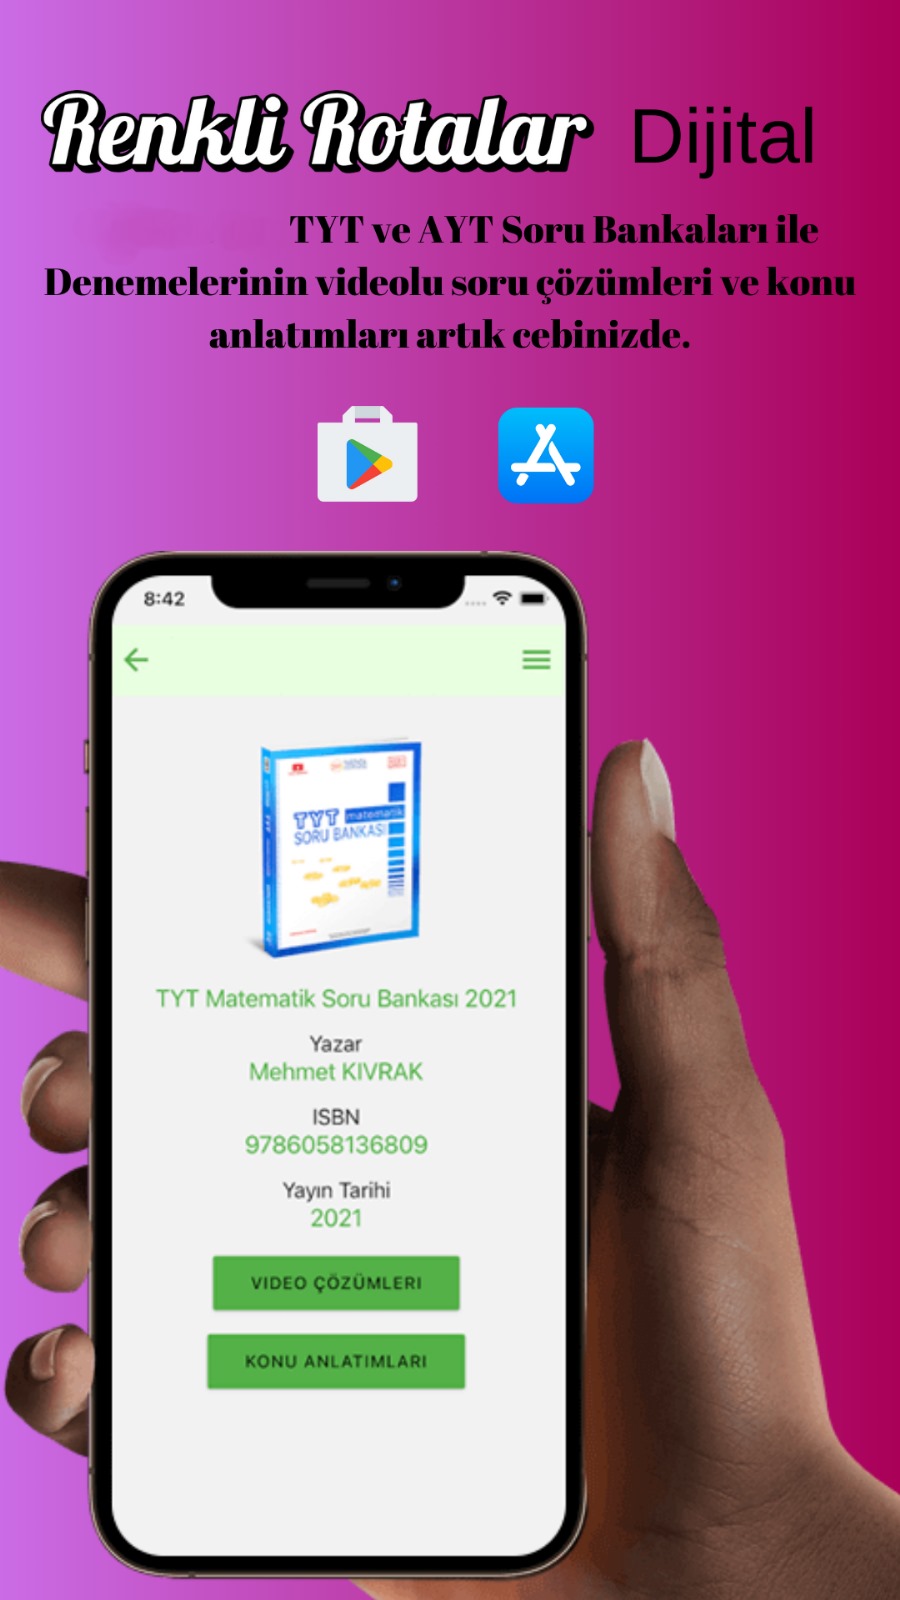 Renkli Rotalar Dijital
TYT ve AYT Soru Bankaları ile
Denemelerinin videolu soru çözümleri ve konu
anlatımları artık cebinizde.
8:42
TYT matematik
SORU BANKASI
TYT Matematik Soru Bankası 2021
Yazar
Mehmet KIVRAK
ISBN
9786058136809
Yayın Tarihi
2021
VIDEO ÇÖZÜMLERI
KONU ANLATIMLARI